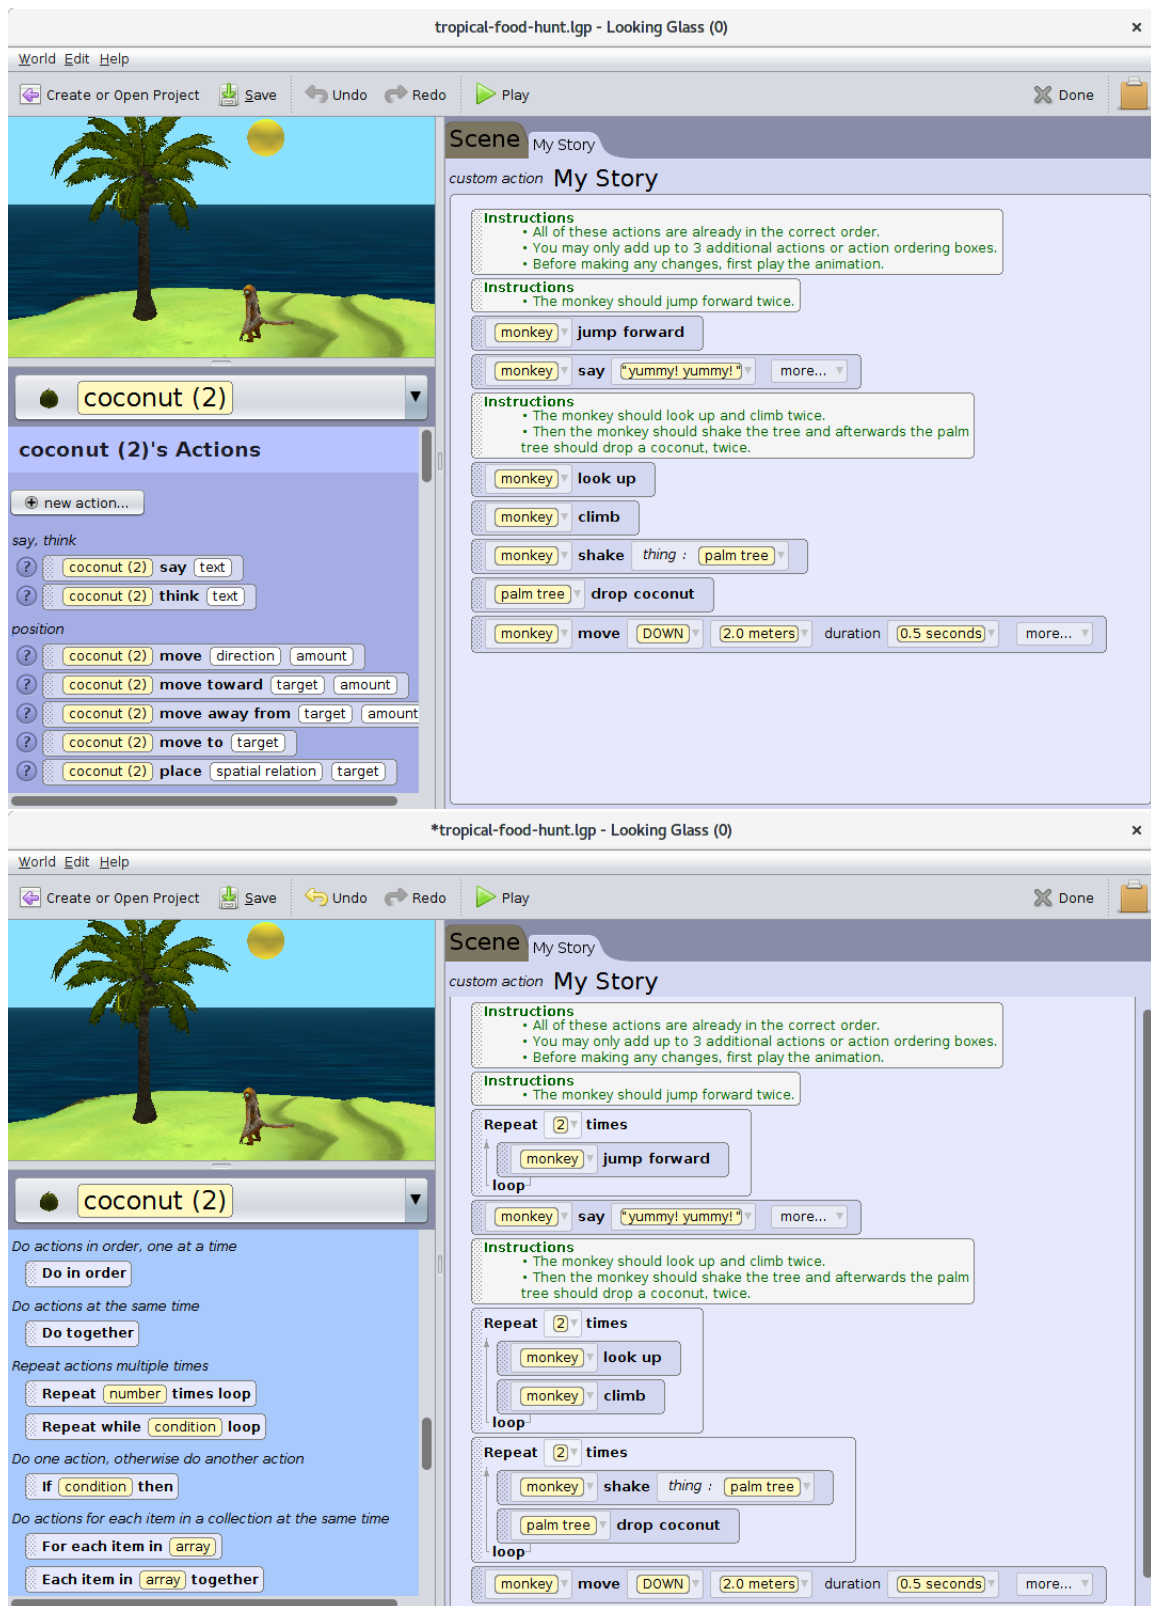 tropical-food-hunt.lgp - Looking Glass (0) ×
World Edit Help
Create or Open Project Save Undo Redo Play Done
Scene My Story
custom action My Story
Instructions
• All of these actions are already in the correct order.
• You may only add up to 3 additional actions or action ordering boxes.
• Before making any changes, first play the animation.
Instructions
• The monkey should jump forward twice.
monkey jump forward
monkey say "yummy! yummy!" more...
Instructions
• The monkey should look up and climb twice.
• Then the monkey should shake the tree and afterwards the palm
tree should drop a coconut, twice.
monkey look up
monkey climb
monkey shake thing : palm tree
palm tree drop coconut
monkey move DOWN 2.0 meters duration 0.5 seconds more...
coconut (2)
coconut (2)'s Actions
new action...
say, think
? coconut (2) say text
? coconut (2) think text
position
? coconut (2) move direction amount
? coconut (2) move toward target amount
? coconut (2) move away from target amount
? coconut (2) move to target
? coconut (2) place spatial relation target
*tropical-food-hunt.lgp - Looking Glass (0) ×
World Edit Help
Create or Open Project Save Undo Redo Play Done
Scene My Story
custom action My Story
Instructions
• All of these actions are already in the correct order.
• You may only add up to 3 additional actions or action ordering boxes.
• Before making any changes, first play the animation.
Instructions
• The monkey should jump forward twice.
Repeat 2 times
monkey jump forward
loop
monkey say "yummy! yummy!" more...
Instructions
• The monkey should look up and climb twice.
• Then the monkey should shake the tree and afterwards the palm
tree should drop a coconut, twice.
Repeat 2 times
monkey look up
monkey climb
loop
Repeat 2 times
monkey shake thing : palm tree
palm tree drop coconut
loop
monkey move DOWN 2.0 meters duration 0.5 seconds more...
coconut (2)
Do actions in order, one at a time
Do in order
Do actions at the same time
Do together
Repeat actions multiple times
Repeat number times loop
Repeat while condition loop
Do one action, otherwise do another action
If condition then
Do actions for each item in a collection at the same time
For each item in array
Each item in array together